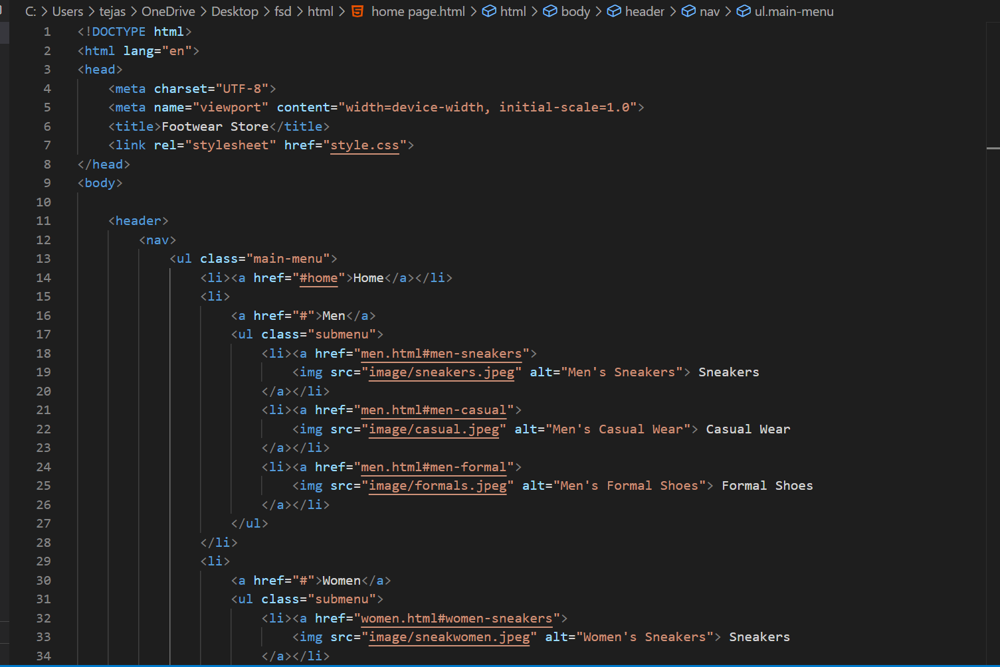 C: > Users > tejas > OneDrive > Desktop > fsd > html > home page.html > html > body > header > nav > ul.main-menu
1 <!DOCTYPE html>
2 <html lang="en">
3 <head>
4     <meta charset="UTF-8">
5     <meta name="viewport" content="width=device-width, initial-scale=1.0">
6     <title>Footwear Store</title>
7     <link rel="stylesheet" href="style.css">
8 </head>
9 <body>
10
11     <header>
12         <nav>
13             <ul class="main-menu">
14                 <li><a href="#home">Home</a></li>
15                 <li>
16                     <a href="#">Men</a>
17                     <ul class="submenu">
18                         <li><a href="men.html#men-sneakers">
19                             <img src="image/sneakers.jpeg" alt="Men's Sneakers"> Sneakers
20                         </a></li>
21                         <li><a href="men.html#men-casual">
22                             <img src="image/casual.jpeg" alt="Men's Casual Wear"> Casual Wear
23                         </a></li>
24                         <li><a href="men.html#men-formal">
25                             <img src="image/formals.jpeg" alt="Men's Formal Shoes"> Formal Shoes
26                         </a></li>
27                     </ul>
28                 </li>
29                 <li>
30                     <a href="#">Women</a>
31                     <ul class="submenu">
32                         <li><a href="women.html#women-sneakers">
33                             <img src="image/sneakwomen.jpeg" alt="Women's Sneakers"> Sneakers
34                         </a></li>